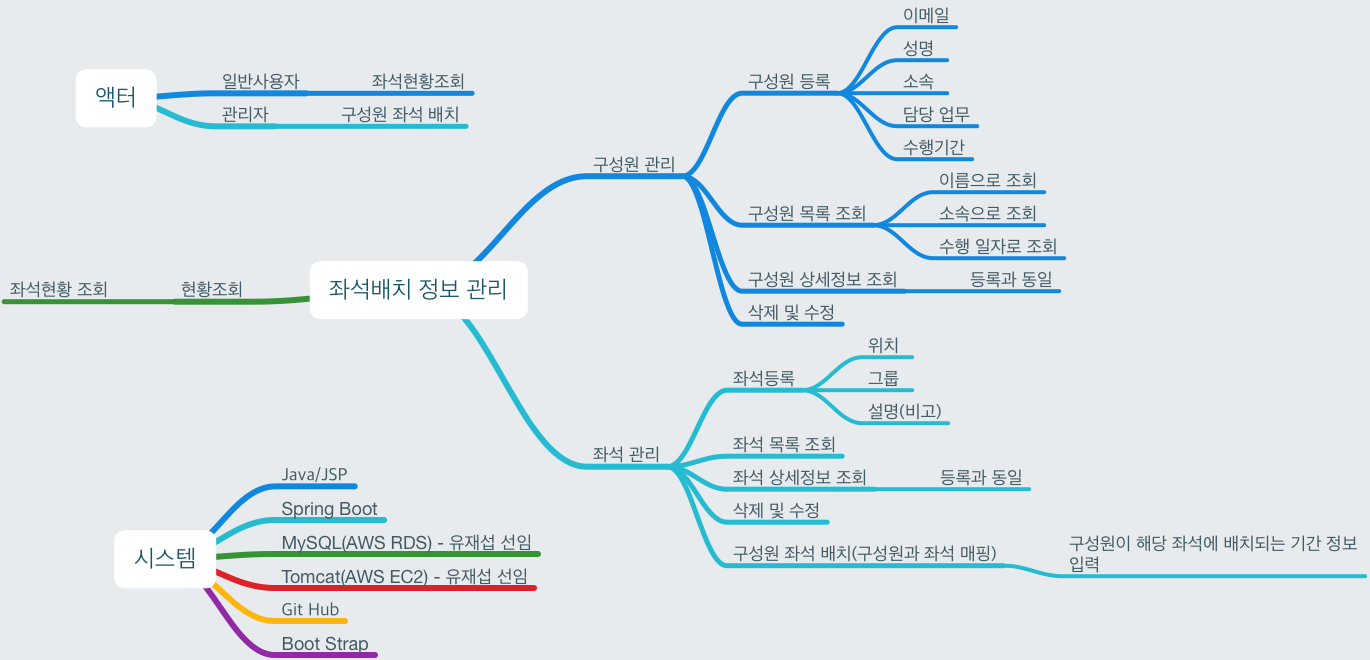 액터
일반사용자
좌석현황조회
관리자
구성원 좌석 배치
좌석배치 정보 관리
구성원 관리
구성원 등록
이메일
성명
소속
담당 업무
수행기간
구성원 목록 조회
이름으로 조회
소속으로 조회
수행 일자로 조회
구성원 상세정보 조회
등록과 동일
삭제 및 수정
좌석 관리
좌석등록
위치
그룹
설명(비고)
좌석 목록 조회
좌석 상세정보 조회
등록과 동일
삭제 및 수정
구성원 좌석 배치(구성원과 좌석 매핑)
구성원이 해당 좌석에 배치되는 기간 정보
입력
현황조회
좌석현황 조회
시스템
Java/JSP
Spring Boot
MySQL(AWS RDS) - 유재섭 선임
Tomcat(AWS EC2) - 유재섭 선임
Git Hub
Boot Strap